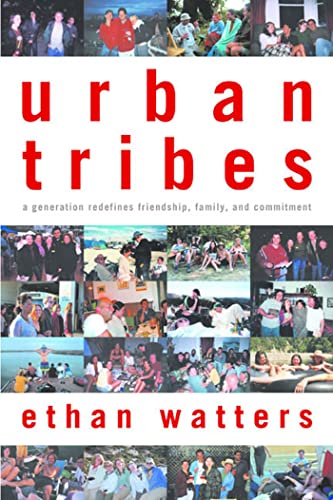 urban
tribes
a generation redefines friendship, family, and commitment
ethan watters